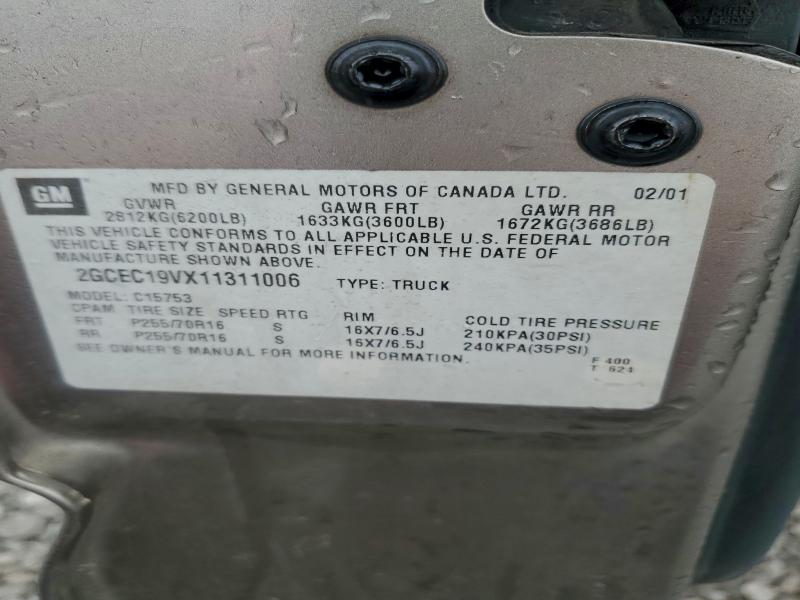 GM
MFD BY GENERAL MOTORS OF CANADA LTD. 02/01
GVWR GAWR FRT GAWR RR
2812KG(6200LB) 1633KG(3600LB) 1672KG(3686LB)
THIS VEHICLE CONFORMS TO ALL APPLICABLE U.S. FEDERAL MOTOR
VEHICLE SAFETY STANDARDS IN EFFECT ON THE DATE OF
MANUFACTURE SHOWN ABOVE.
2GCEC19VX11311006 TYPE: TRUCK
MODEL: C15753
CPAM TIRE SIZE SPEED RTG RIM COLD TIRE PRESSURE
FRT P255/70R16 S 16X7/6.5J 210KPA(30PSI)
RR P255/70R16 S 16X7/6.5J 240KPA(35PSI)
SEE OWNER'S MANUAL FOR MORE INFORMATION.
F 400
T 624